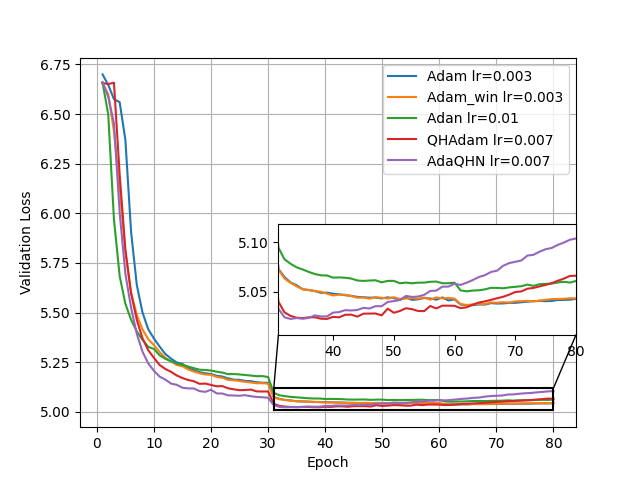 6.75
6.50
6.25
6.00
5.75
5.50
5.25
5.00
Validation Loss
Adam lr=0.003
Adam_win lr=0.003
Adan lr=0.01
QHAdam lr=0.007
AdaQHN lr=0.007
5.10
5.05
40 50 60 70 80
0 10 20 30 40 50 60 70 80
Epoch